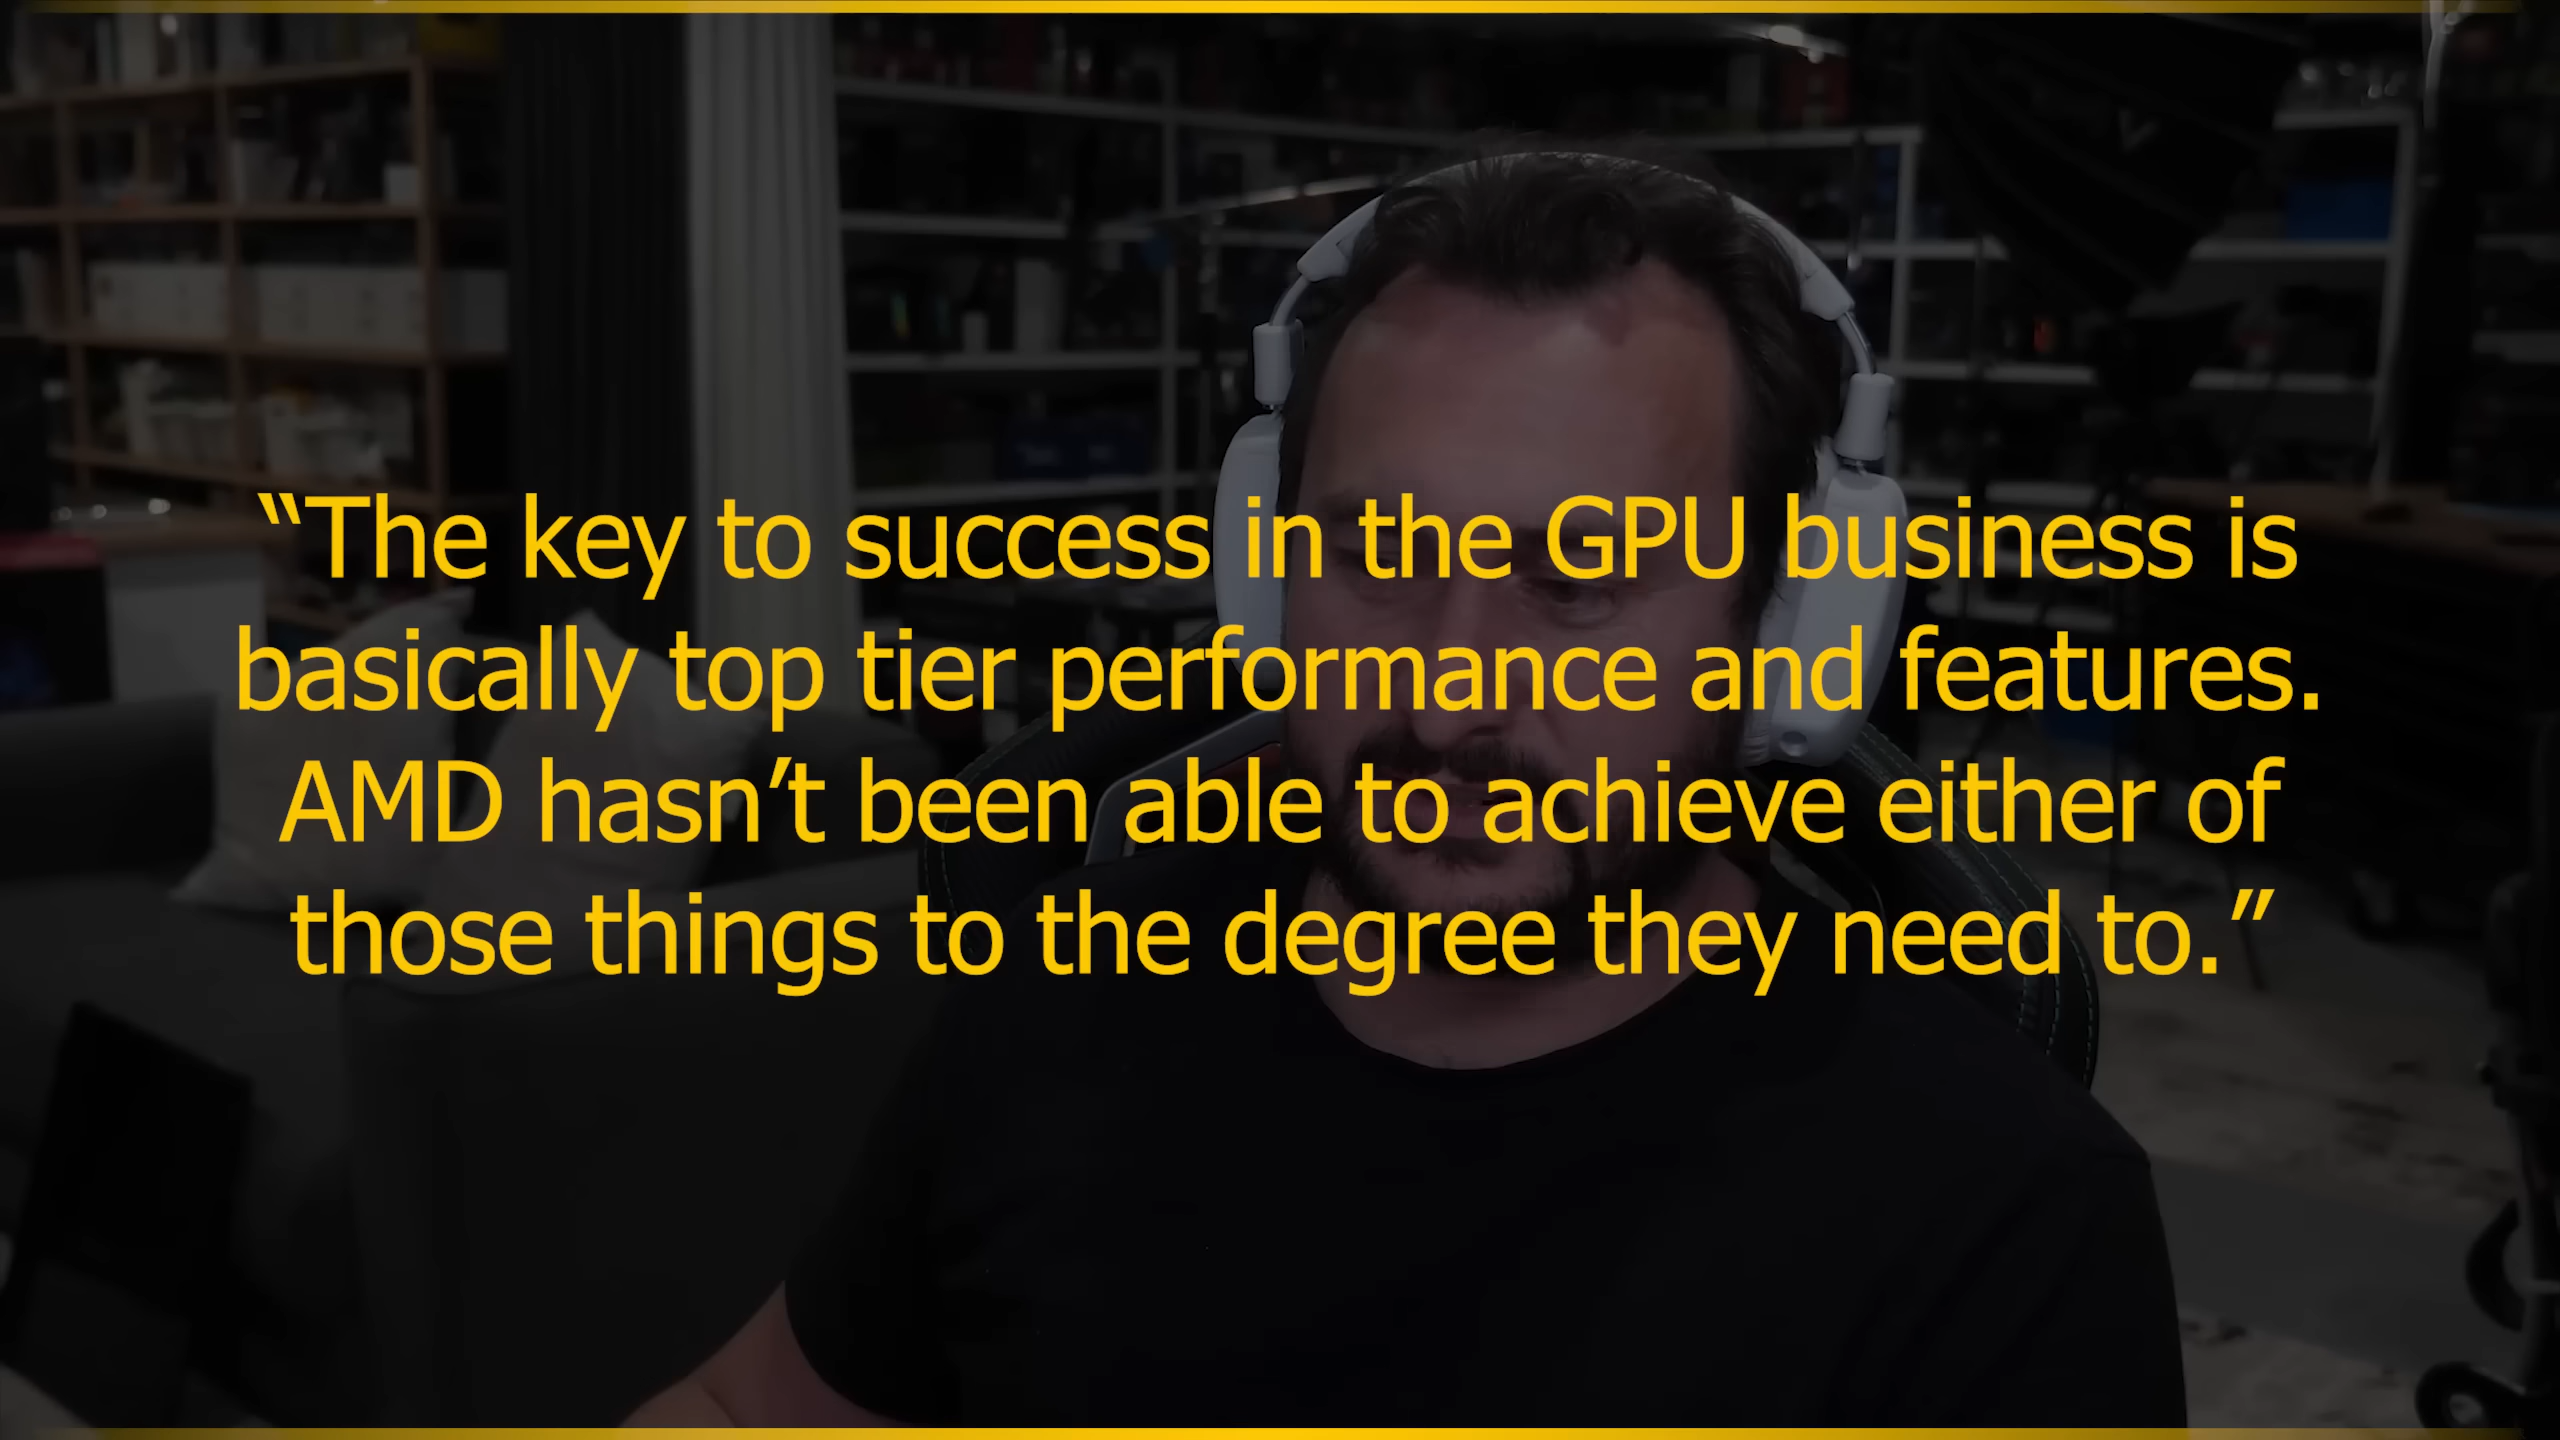 “The key to success in the GPU business is
basically top tier performance and features.
AMD hasn’t been able to achieve either of
those things to the degree they need to.”